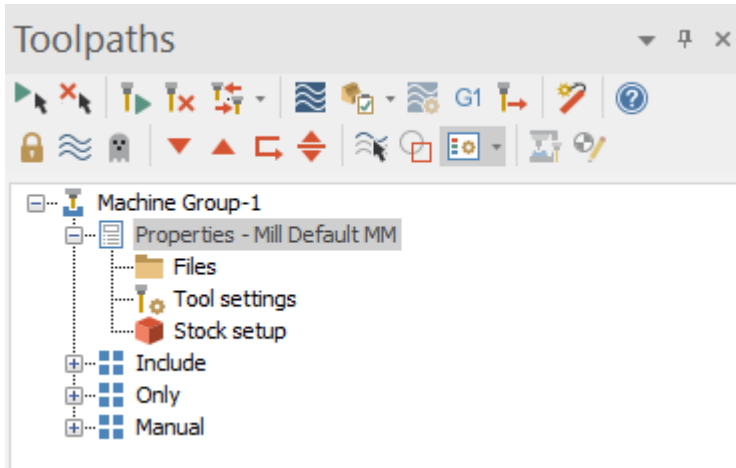 Toolpaths
G1
Machine Group-1
Properties - Mill Default MM
Files
Tool settings
Stock setup
Include
Only
Manual